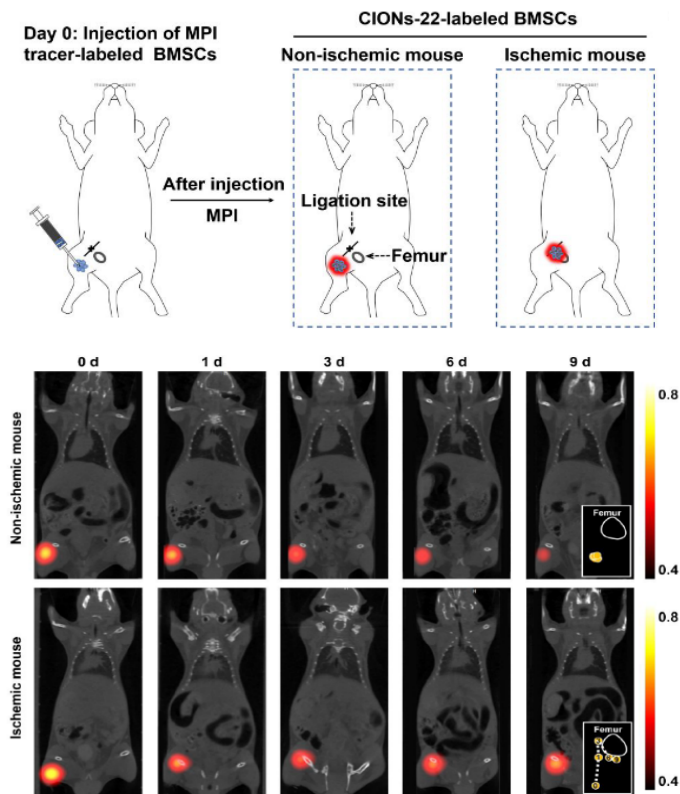 Day 0: Injection of MPI
tracer-labeled BMSCs
CIONs-22-labeled BMSCs
Non-ischemic mouse
Ischemic mouse
After injection
MPI
Ligation site
Femur
0 d
1 d
3 d
6 d
9 d
Non-ischemic mouse
Femur
0.8
0.4
Ischemic mouse
Femur
0.8
0.4